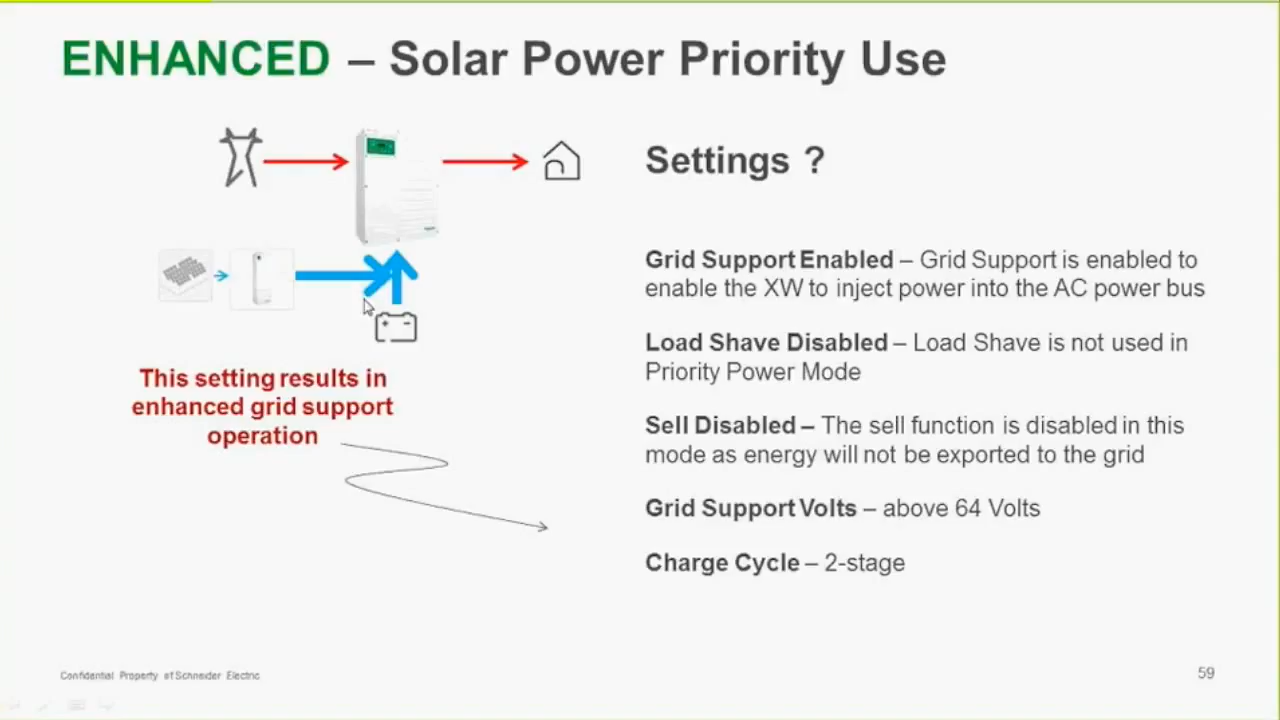 ENHANCED – Solar Power Priority Use
Settings ?
This setting results in
enhanced grid support
operation
Grid Support Enabled – Grid Support is enabled to
enable the XW to inject power into the AC power bus
Load Shave Disabled – Load Shave is not used in
Priority Power Mode
Sell Disabled – The sell function is disabled in this
mode as energy will not be exported to the grid
Grid Support Volts – above 64 Volts
Charge Cycle – 2-stage
Confidential Property of Schneider Electric
59